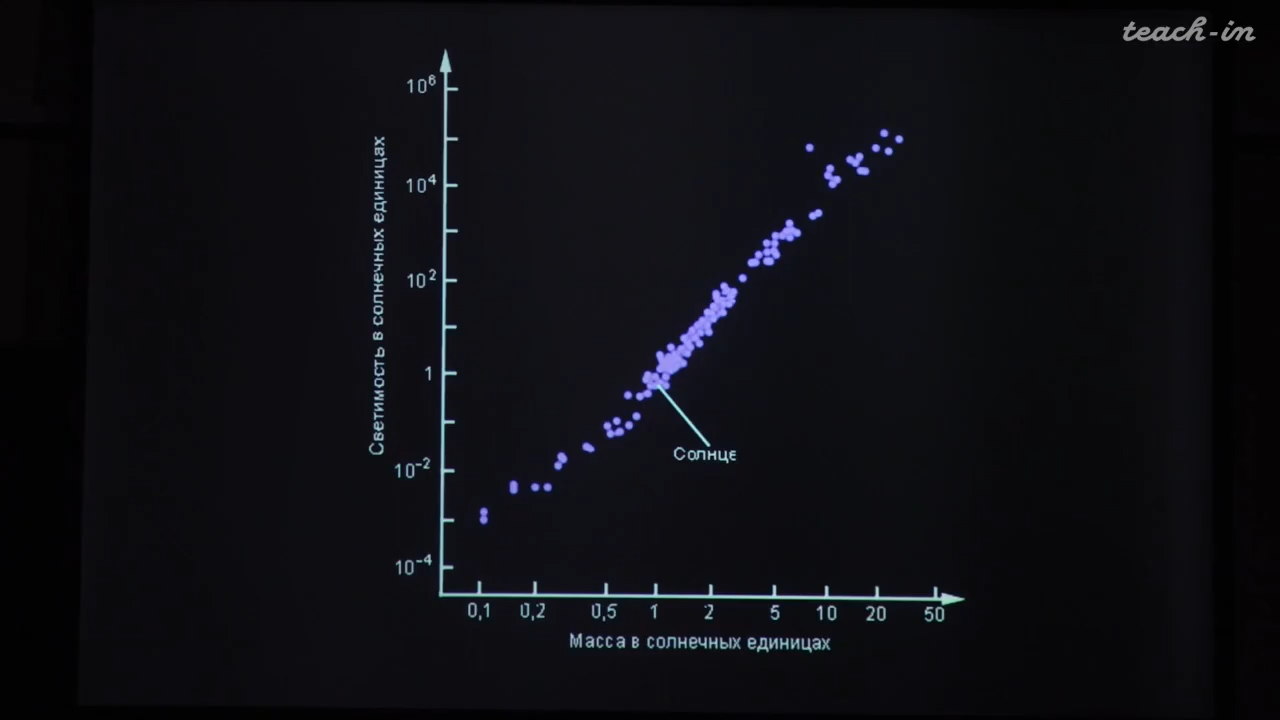 teach-in
10⁶
10⁴
10²
1
10⁻²
10⁻⁴
Светимость в солнечных единицах
Солнце
0,1 0,2 0,5 1 2 5 10 20 50
Масса в солнечных единицах